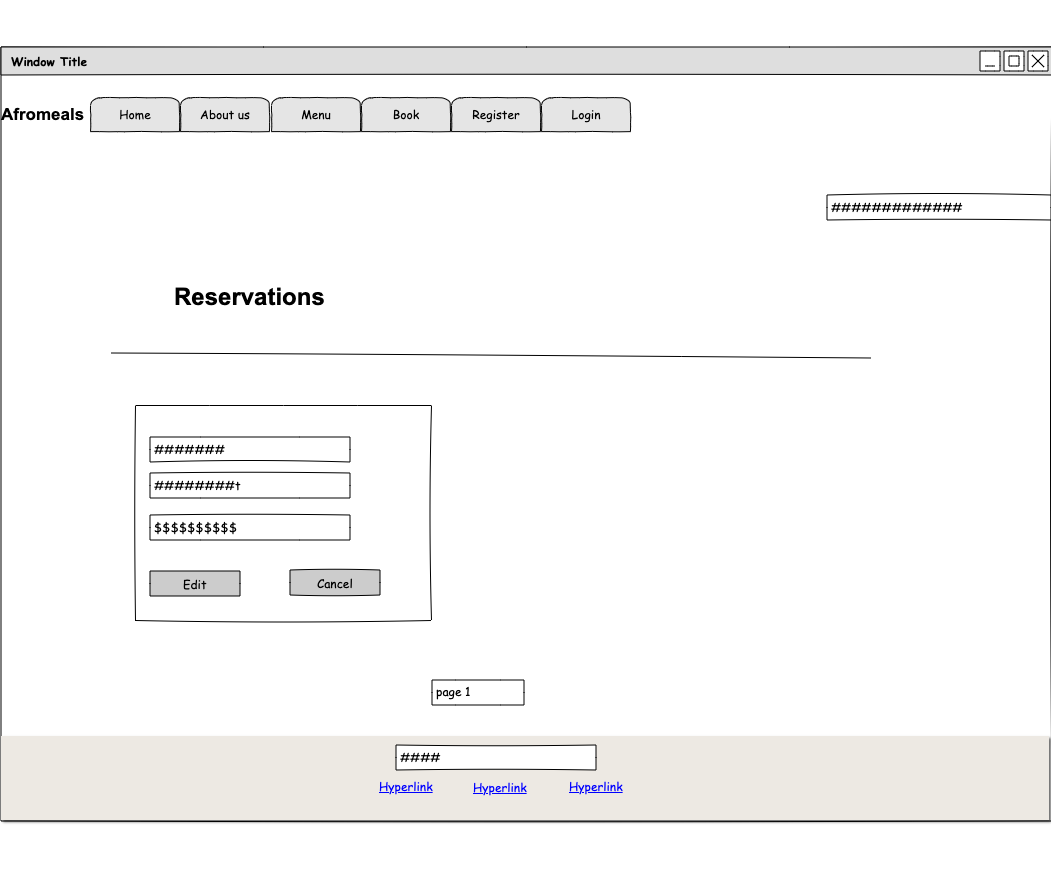 Window Title
Afromeals Home About us Menu Book Register Login
#############
Reservations
#######
########t
$$$$$$$$$$
Edit Cancel
page 1
####
Hyperlink Hyperlink Hyperlink